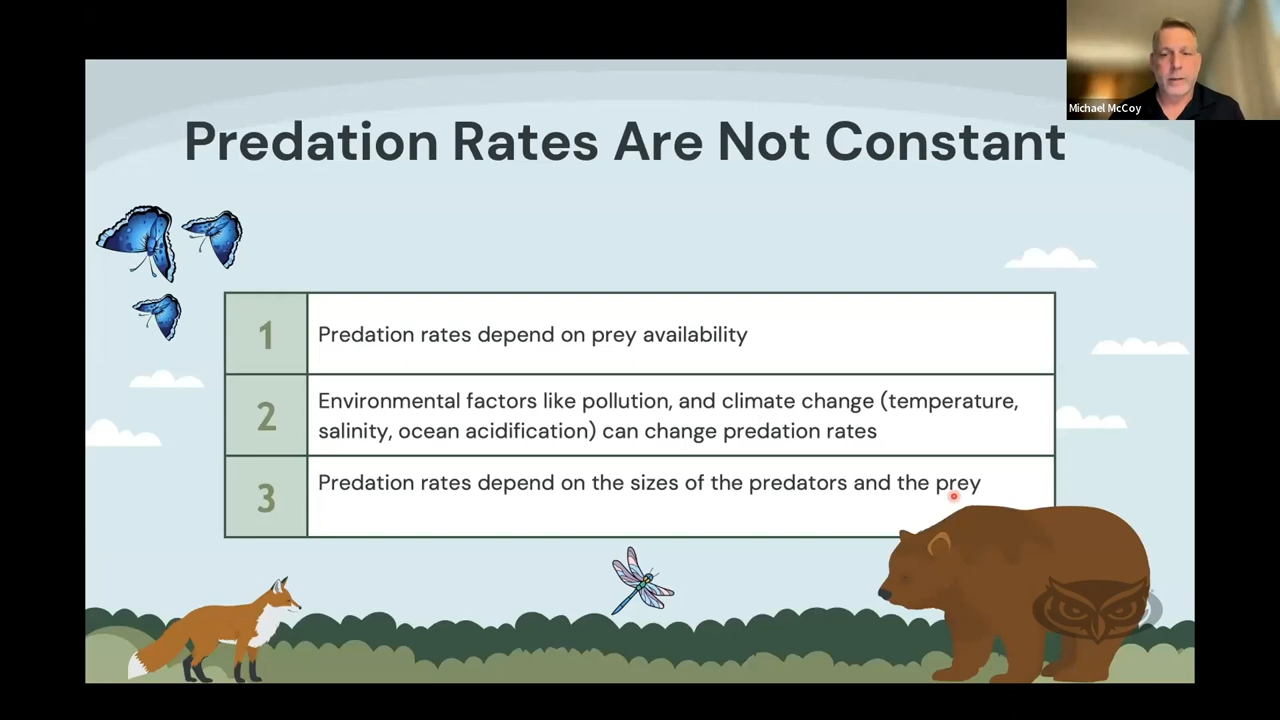 Michael McCoy
Predation Rates Are Not Constant
1
Predation rates depend on prey availability
2
Environmental factors like pollution, and climate change (temperature,
salinity, ocean acidification) can change predation rates
3
Predation rates depend on the sizes of the predators and the prey